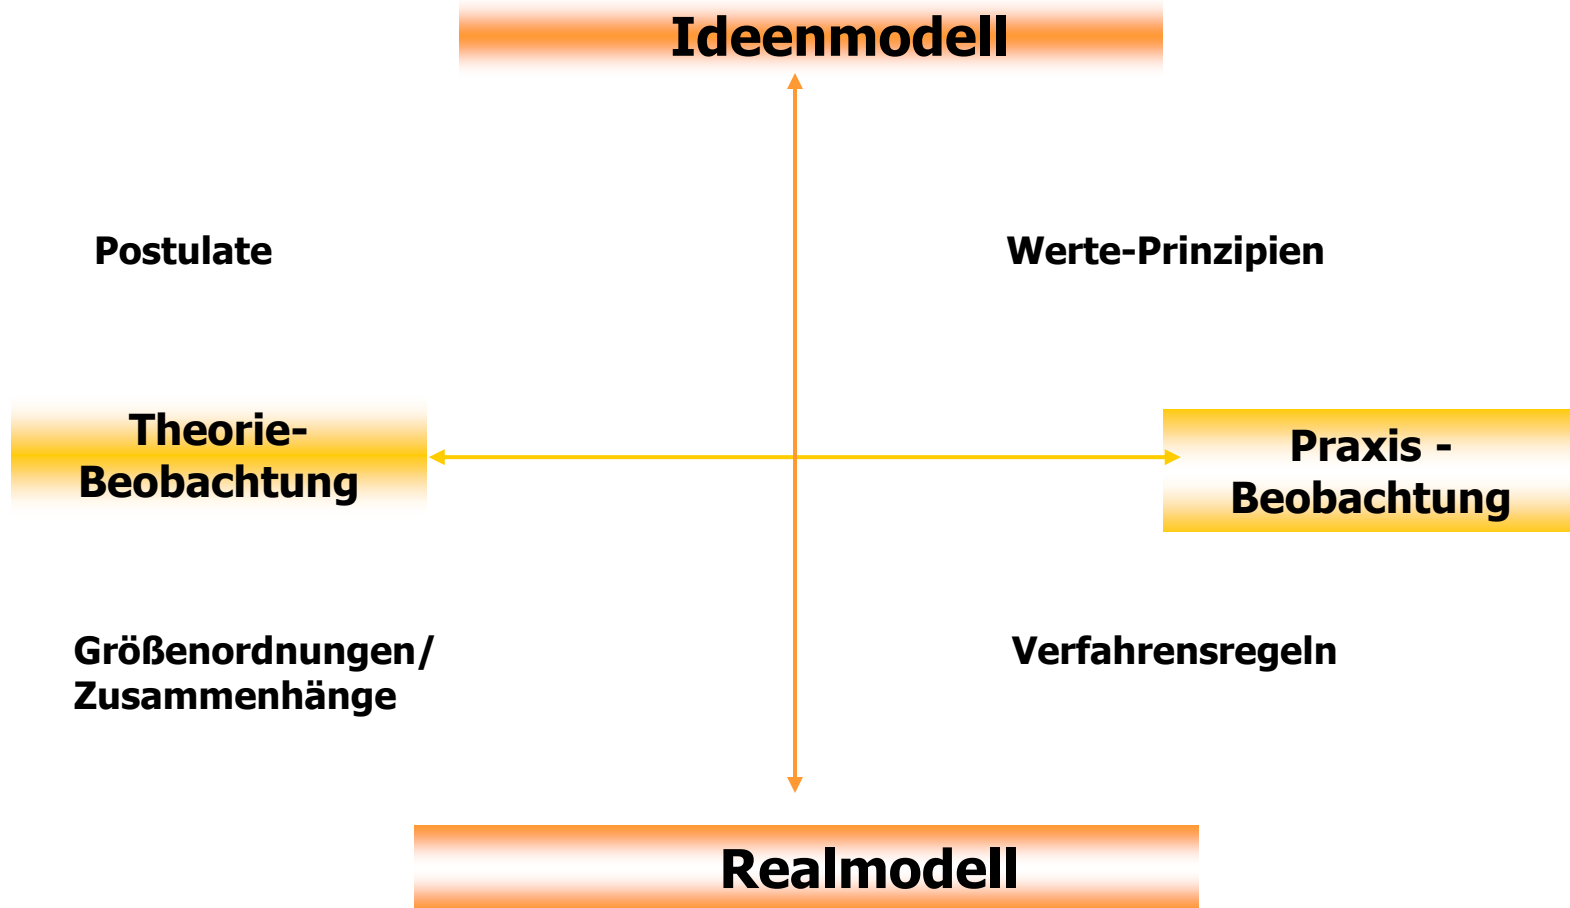 Ideenmodell
Postulate
Werte-Prinzipien
Theorie-
Beobachtung
Praxis -
Beobachtung
Größenordnungen/
Zusammenhänge
Verfahrensregeln
Realmodell